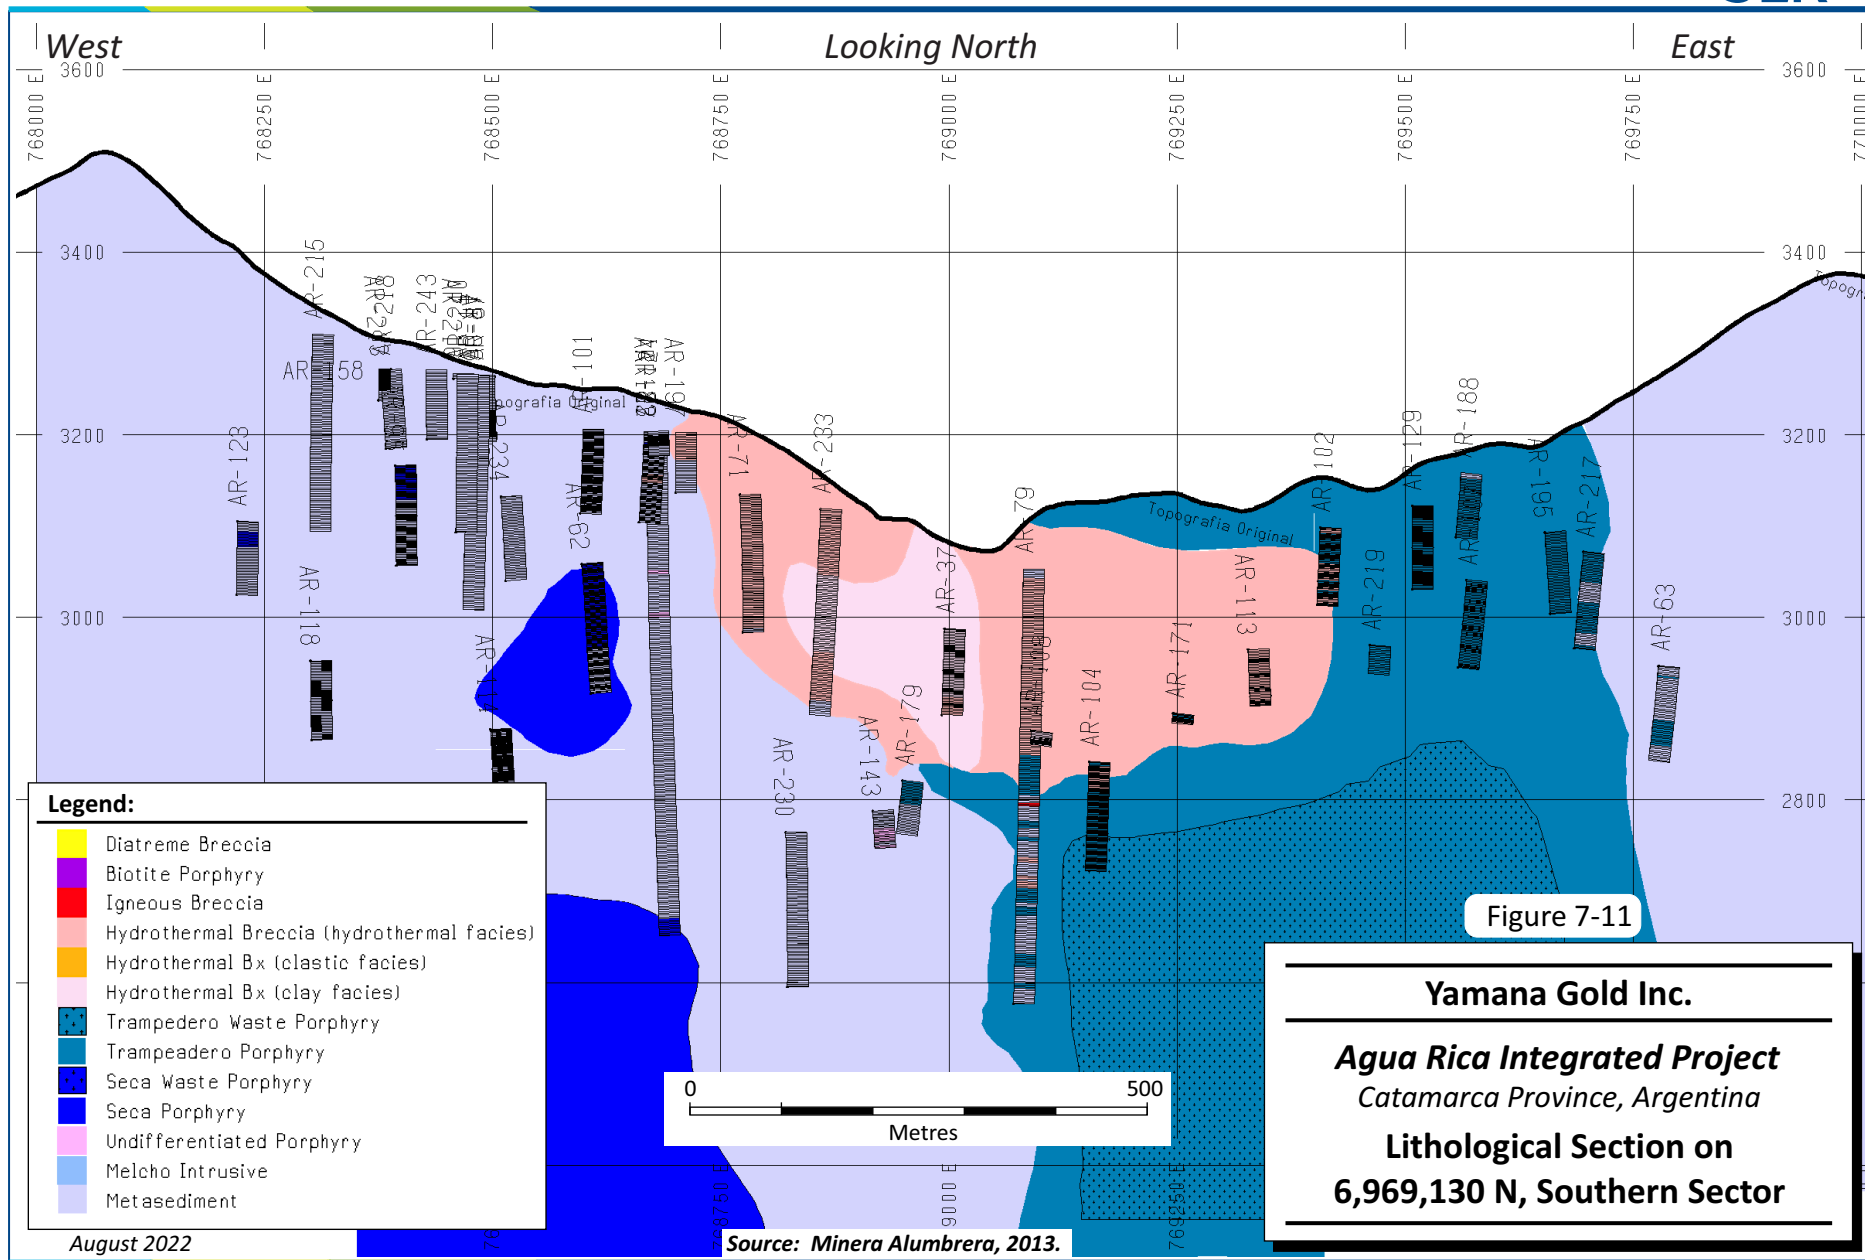 West
Looking North
East
3600
3600
768000 E
768250 E
768500 E
768750 E
769000 E
769250 E
769500 E
769750 E
3400
3400
AR-215
AR-218
AR-243
AR-158
AR-101
AR-197
Topografia Original
AR-123
AR-234
AR-62
AR-71
AR-233
AR-79
AR-102
AR-129
AR-188
AR-195
AR-217
3200
3200
Topografia Original
AR-118
AR-114
AR-37
AR-113
AR-171
AR-219
AR-63
3000
3000
AR-104
AR-179
AR-143
AR-230
2800
Legend:
Diatreme Breccia
Biotite Porphyry
Igneous Breccia
Hydrothermal Breccia (hydrothermal facies)
Hydrothermal Bx (clastic facies)
Hydrothermal Bx (clay facies)
Trampedero Waste Porphyry
Trampeadero Porphyry
Seca Waste Porphyry
Seca Porphyry
Undifferentiated Porphyry
Melcho Intrusive
Metasediment
0
500
Metres
Figure 7-11
Yamana Gold Inc.
Agua Rica Integrated Project
Catamarca Province, Argentina
Lithological Section on
6,969,130 N, Southern Sector
769250 E
August 2022
Source: Minera Alumbrera, 2013.